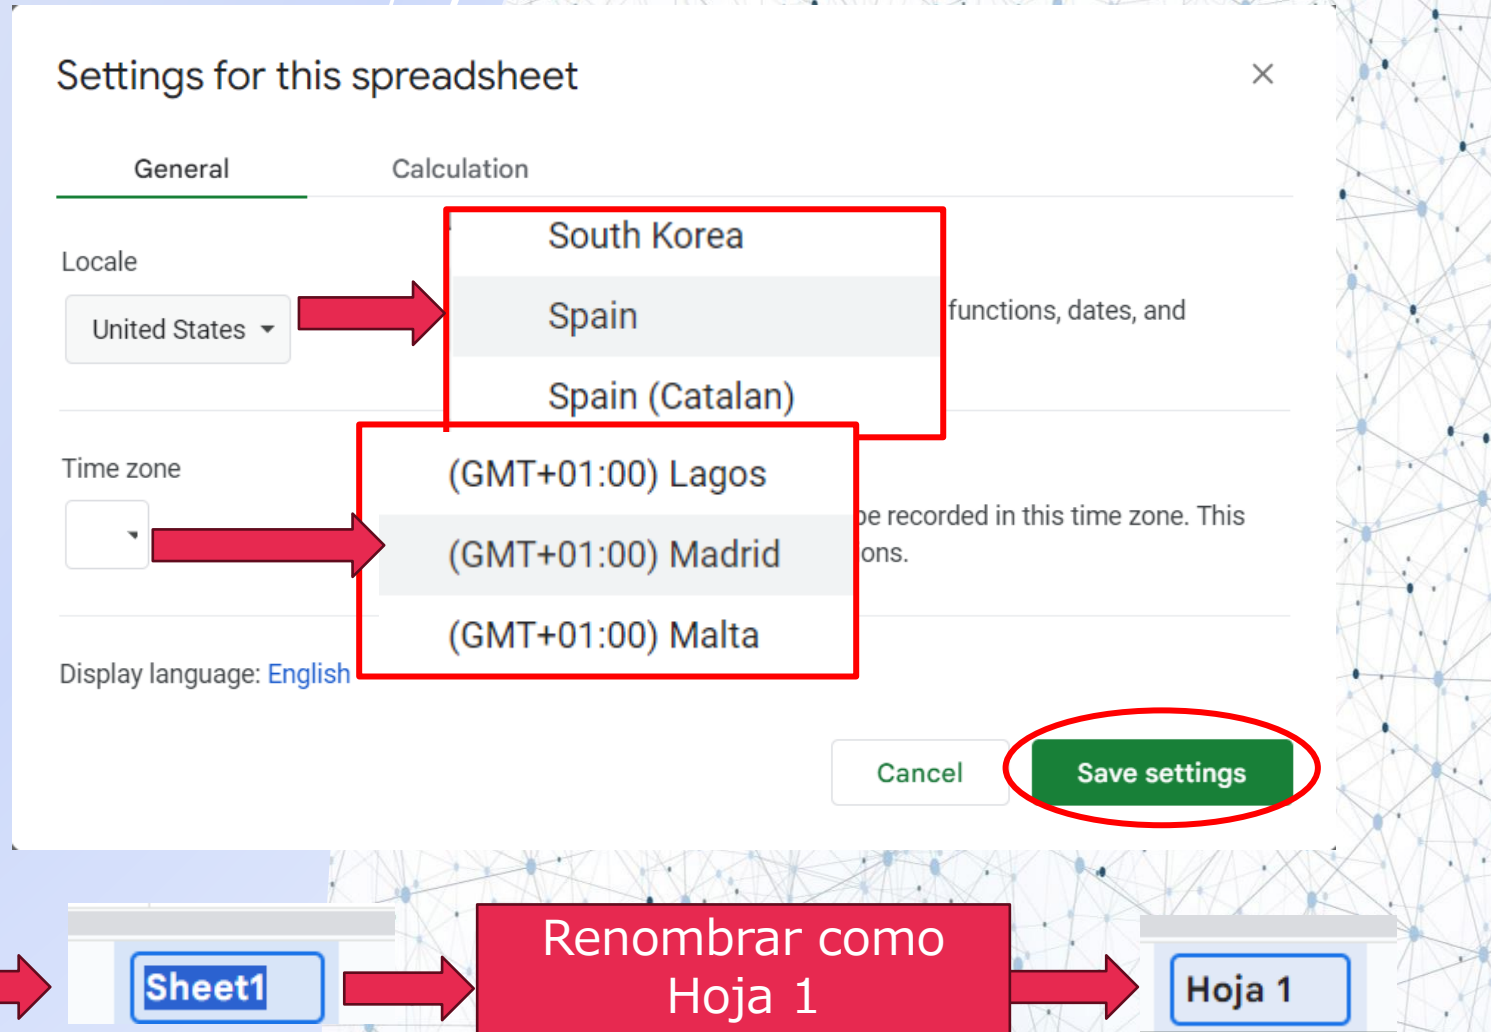 Settings for this spreadsheet
General
Calculation
Locale
United States
South Korea
Spain
Spain (Catalan)
functions, dates, and
Time zone
(GMT+01:00) Lagos
(GMT+01:00) Madrid
(GMT+01:00) Malta
be recorded in this time zone. This
ons.
Display language: English
Cancel
Save settings
Sheet1
Renombrar como
Hoja 1
Hoja 1